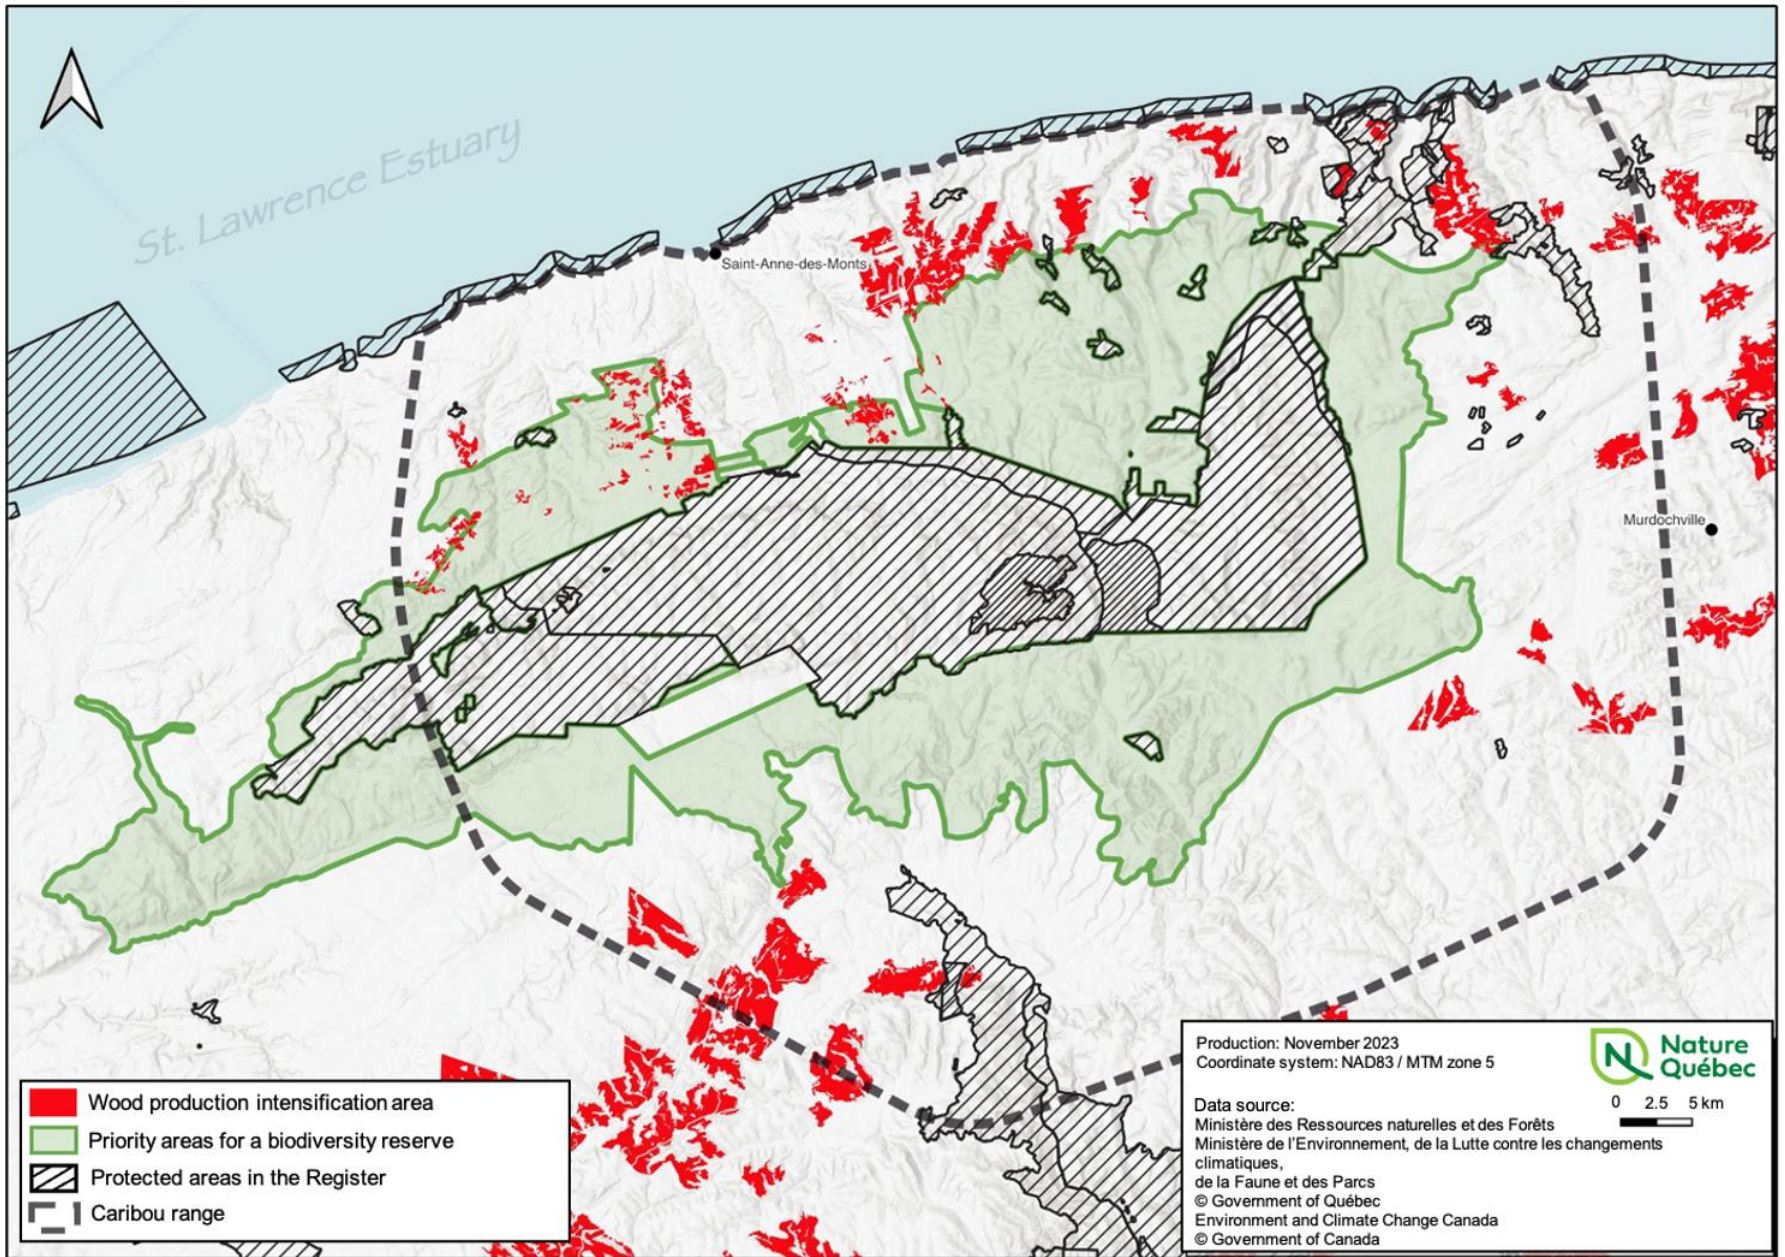 St. Lawrence Estuary
Saint-Anne-des-Monts
Murdochville
Wood production intensification area
Priority areas for a biodiversity reserve
Protected areas in the Register
Caribou range
Production: November 2023
Coordinate system: NAD83 / MTM zone 5
Nature
Québec
0 2.5 5 km
Data source:
Ministère des Ressources naturelles et des Forêts
Ministère de l'Environnement, de la Lutte contre les changements
climatiques,
de la Faune et des Parcs
© Government of Québec
Environment and Climate Change Canada
© Government of Canada